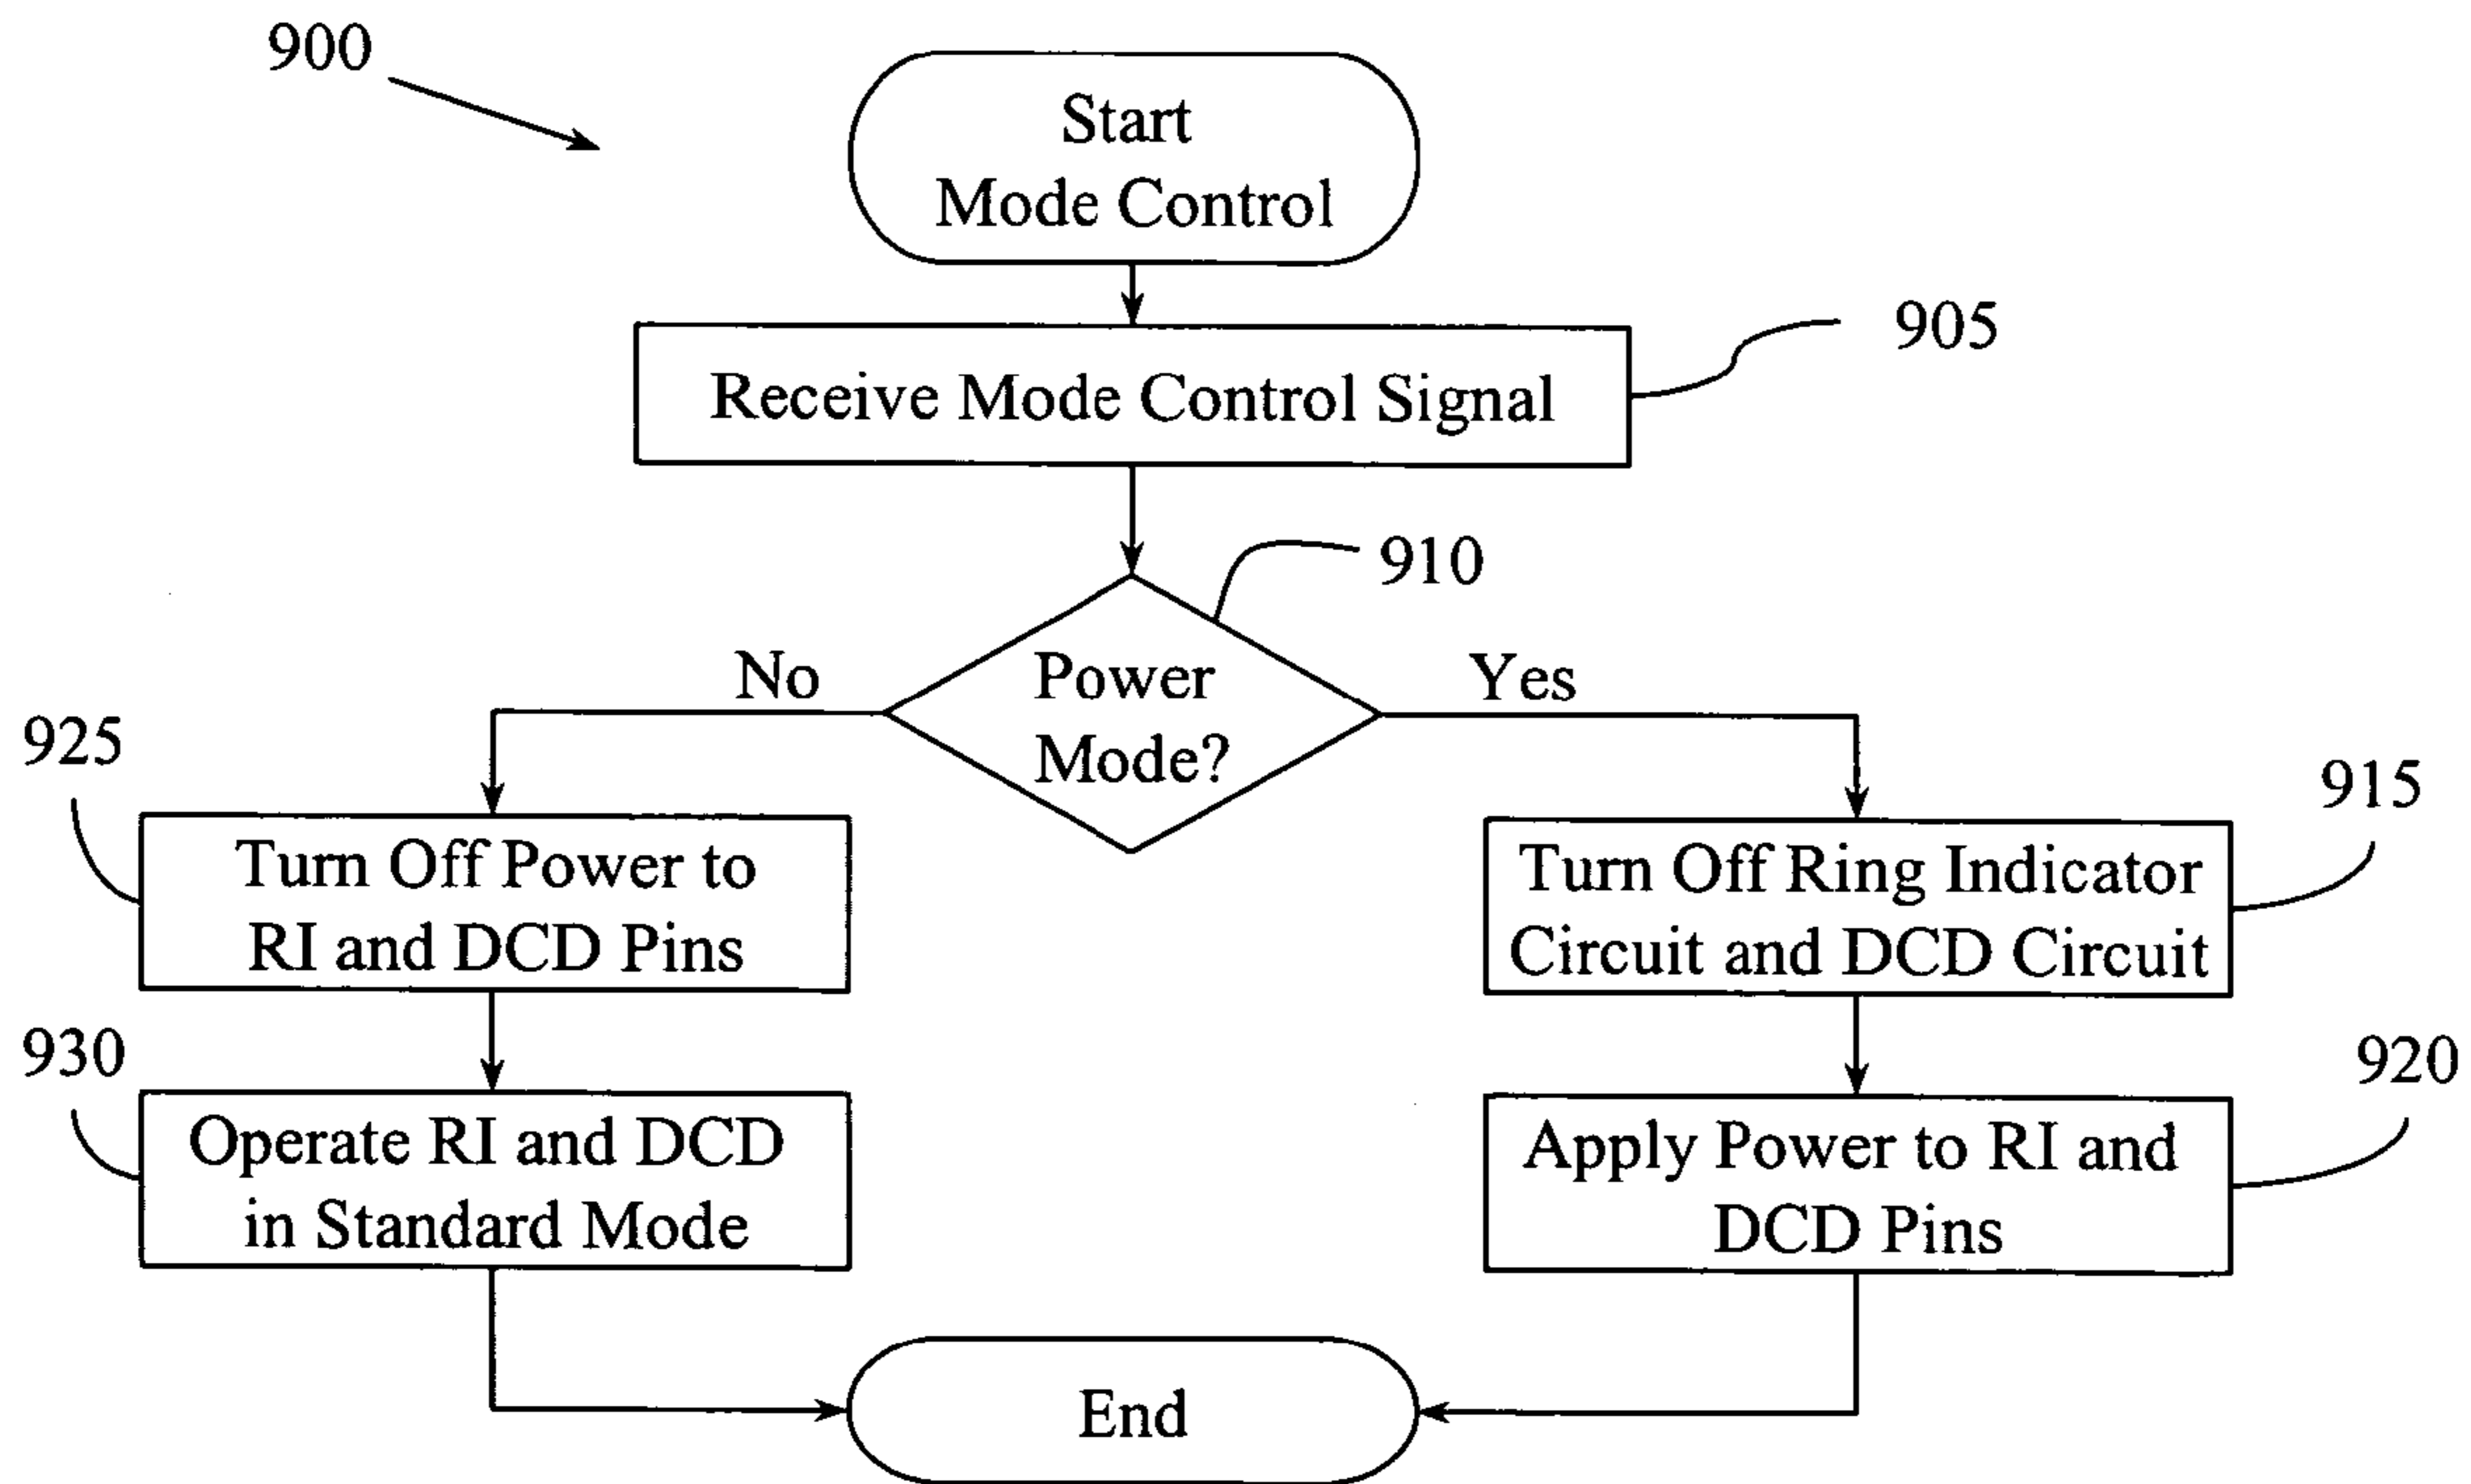 900
Start
Mode Control
Receive Mode Control Signal
905
910
Power
Mode?
No
Yes
925
Turn Off Power to
RI and DCD Pins
915
Turn Off Ring Indicator
Circuit and DCD Circuit
930
Operate RI and DCD
in Standard Mode
920
Apply Power to RI and
DCD Pins
End